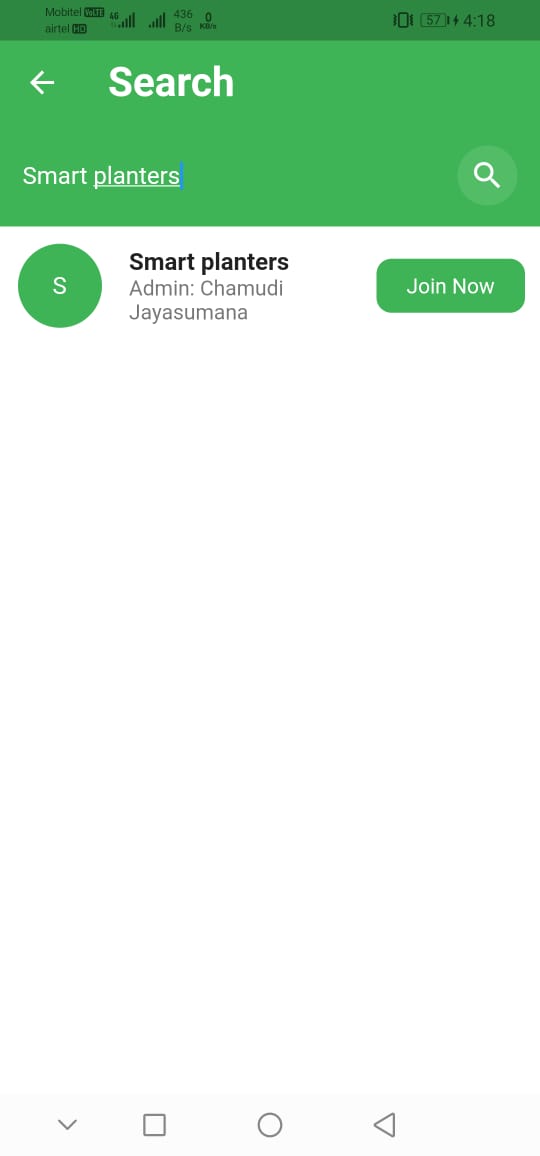 Mobitel VoLTE 4G 436 0 57 4:18
airtel HD B/s KB/s
Search
Smart planters
S
Smart planters
Admin: Chamudi
Jayasumana
Join Now